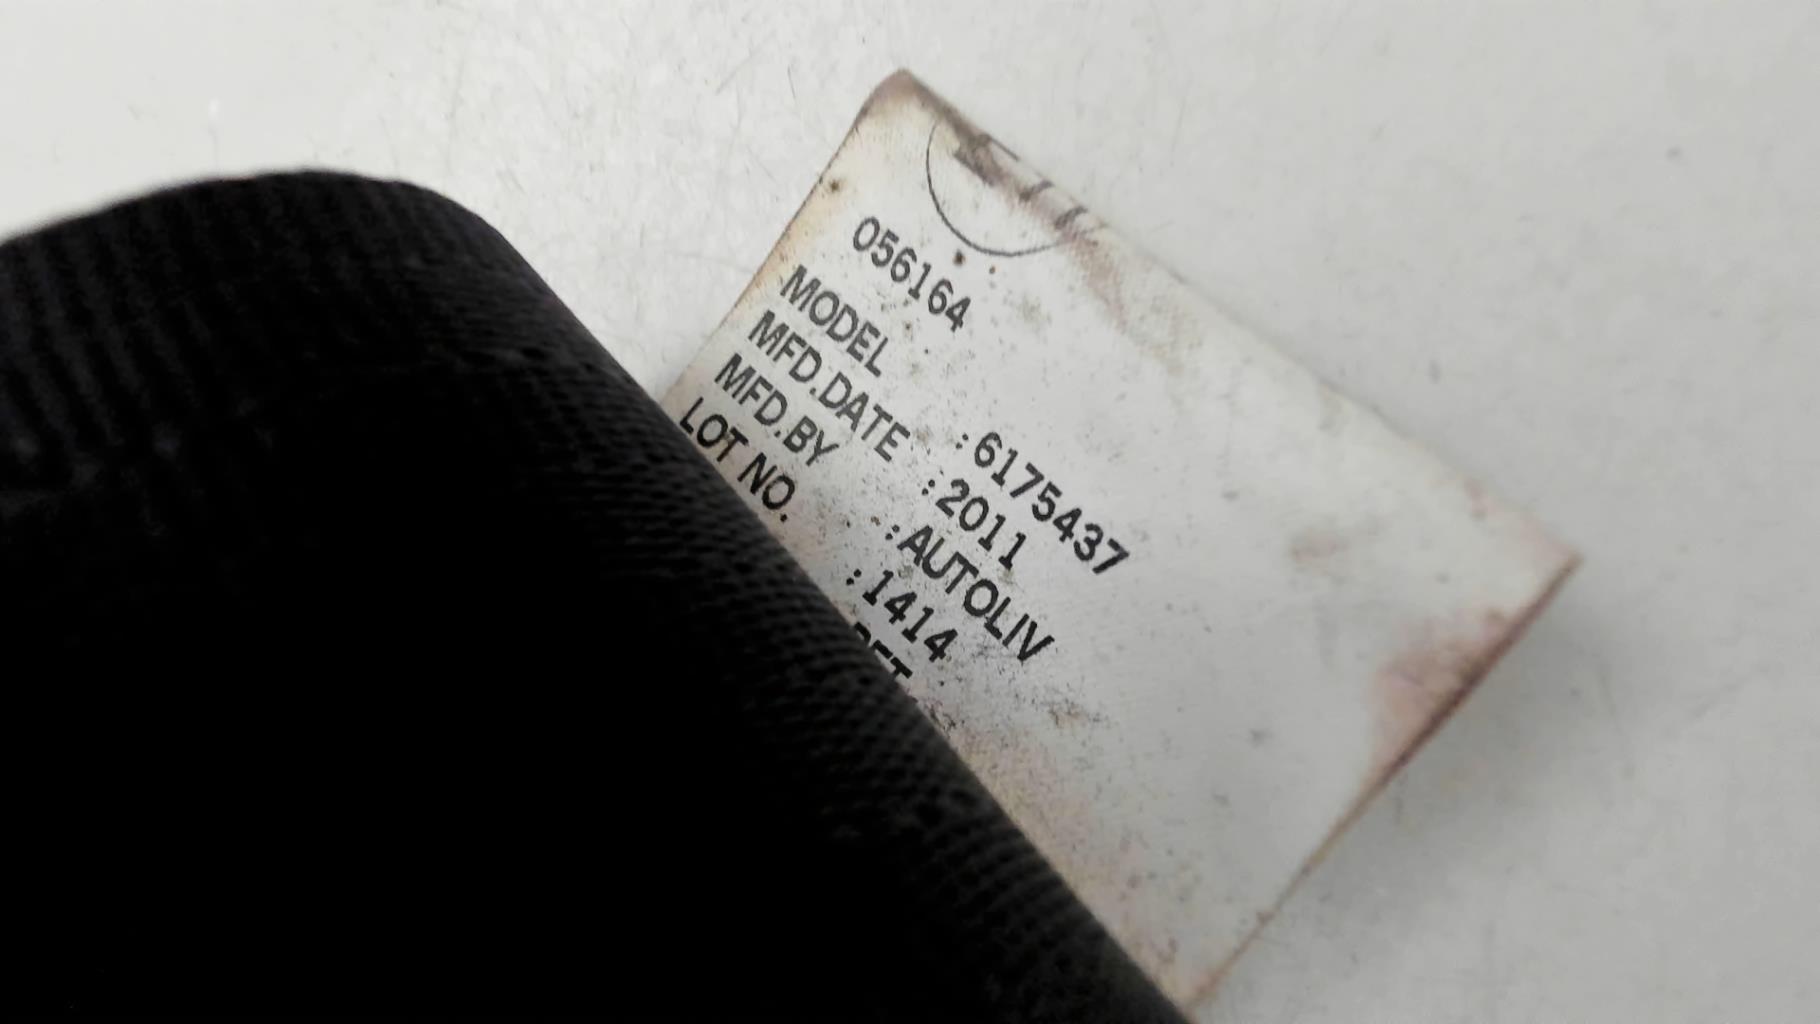 056164
MODEL : 6175437
MFD.DATE : 2011
MFD.BY : AUTOLIV
LOT NO. : 1414